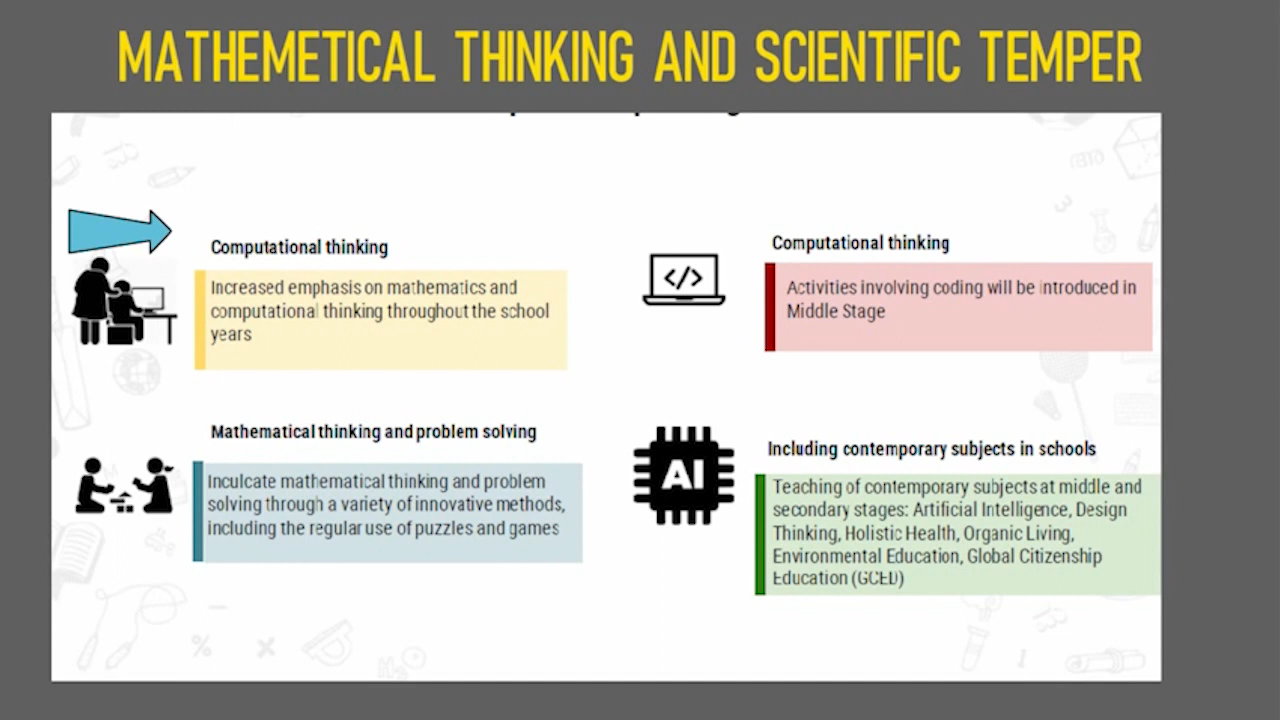 MATHEMETICAL THINKING AND SCIENTIFIC TEMPER
Computational thinking
Increased emphasis on mathematics and
computational thinking throughout the school
years
Computational thinking
</>
Activities involving coding will be introduced in
Middle Stage
Mathematical thinking and problem solving
Inculcate mathematical thinking and problem
solving through a variety of innovative methods,
including the regular use of puzzles and games
AI
Including contemporary subjects in schools
Teaching of contemporary subjects at middle and
secondary stages: Artificial Intelligence, Design
Thinking, Holistic Health, Organic Living,
Environmental Education, Global Citizenship
Education (GCED)
% ×
H₂O